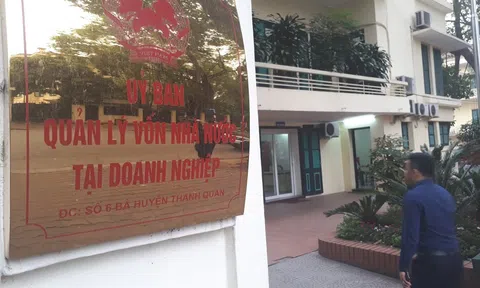 ỦY BAN
QUẢN LÝ VỐN NHÀ NƯỚC
TẠI DOANH NGHIỆP
ĐC: SỐ 6 BÀ HUYỆN THANH QUAN